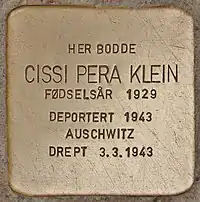 HER BODDE
CISSI PERA KLEIN
FØDSELSÅR 1929
DEPORTERT 1943
AUSCHWITZ
DREPT 3.3.1943